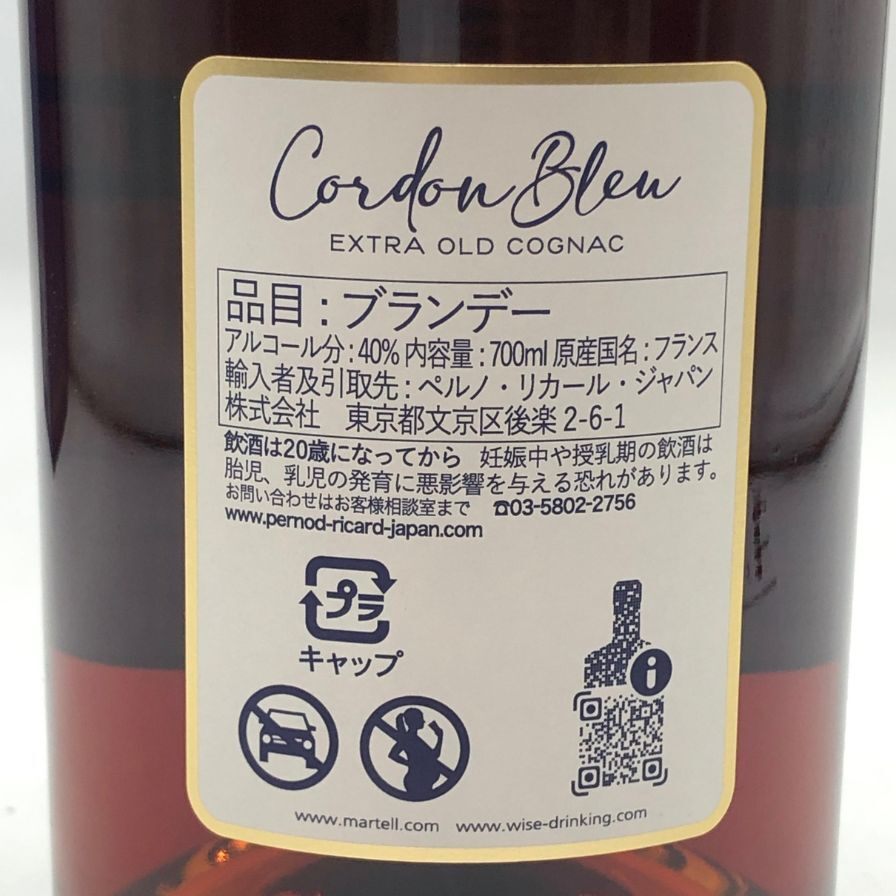 Cordon Bleu
EXTRA OLD COGNAC
品目 : ブランデー
アルコール分 : 40% 内容量 : 700ml 原産国名 : フランス
輸入者及引取先 : ペルノ・リカール・ジャパン
株式会社 東京都文京区後楽 2-6-1
飲酒は20歳になってから 妊娠中や授乳期の飲酒は
胎児、乳児の発育に悪影響を与える恐れがあります。
お問い合わせはお客様相談室まで ☎03-5802-2756
www.pernod-ricard-japan.com
プラ
キャップ
i
www.martell.com www.wise-drinking.com